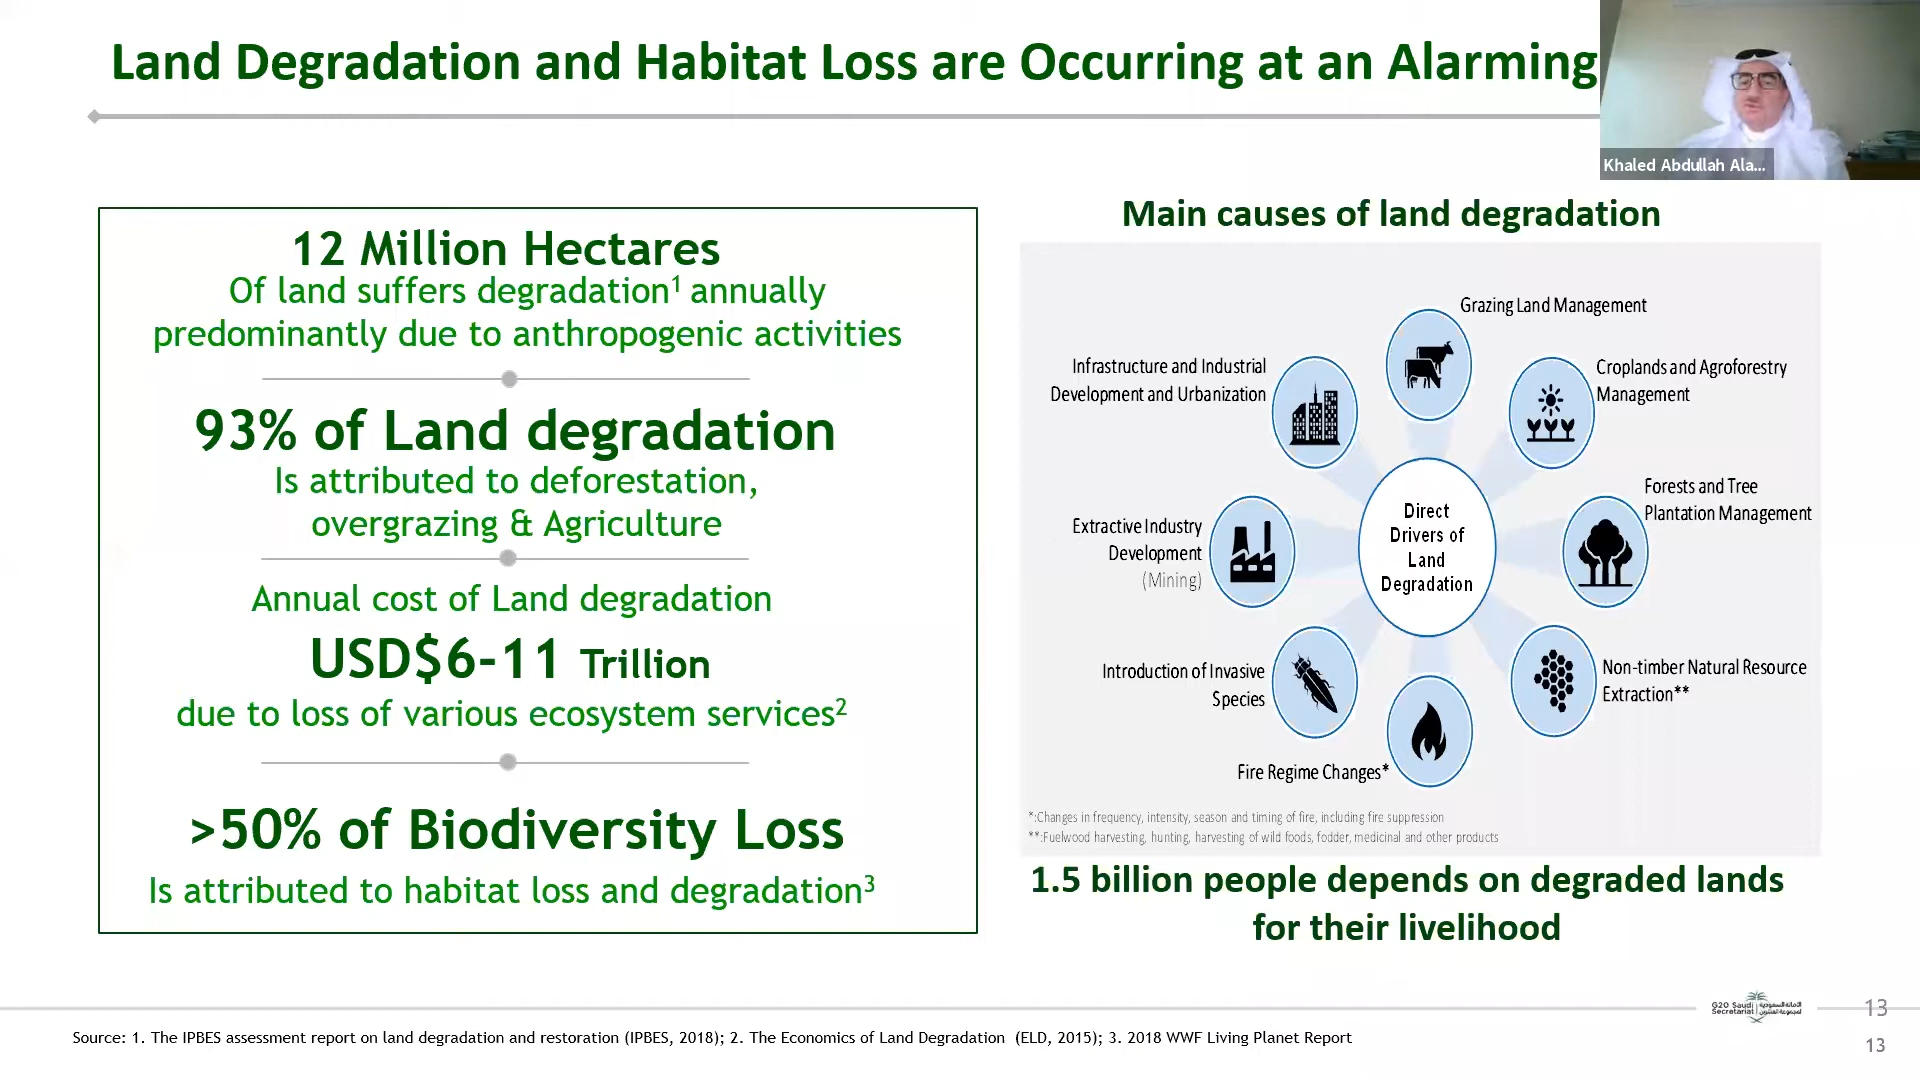 Land Degradation and Habitat Loss are Occurring at an Alarming
Khaled Abdullah Ala...
12 Million Hectares
Of land suffers degradation1 annually
predominantly due to anthropogenic activities
93% of Land degradation
Is attributed to deforestation,
overgrazing & Agriculture
Annual cost of Land degradation
USD$6-11 Trillion
due to loss of various ecosystem services2
>50% of Biodiversity Loss
Is attributed to habitat loss and degradation3
Main causes of land degradation
Grazing Land Management
Infrastructure and Industrial
Development and Urbanization
Croplands and Agroforestry
Management
Forests and Tree
Plantation Management
Extractive Industry
Development
(Mining)
Direct
Drivers of
Land
Degradation
Introduction of Invasive
Species
Non-timber Natural Resource
Extraction**
Fire Regime Changes*
*:Changes in frequency, intensity, season and timing of fire, including fire suppression
**:Fuelwood harvesting, hunting, harvesting of wild foods, fodder, medicinal and other products
1.5 billion people depends on degraded lands
for their livelihood
G20 Saudi
Secretariat
الأمانة السعودية
لمجموعة العشرين
13
Source: 1. The IPBES assessment report on land degradation and restoration (IPBES, 2018); 2. The Economics of Land Degradation (ELD, 2015); 3. 2018 WWF Living Planet Report
13